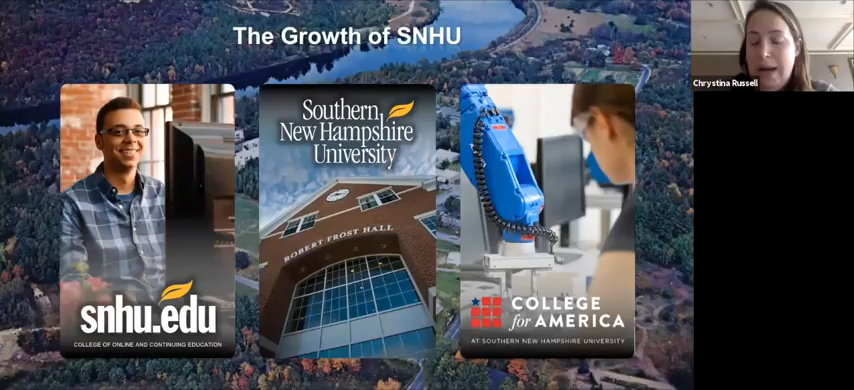 The Growth of SNHU
Chrystina Russell
snhu.edu
COLLEGE OF ONLINE AND CONTINUING EDUCATION
Southern
New Hampshire
University
ROBERT FROST HALL
COLLEGE
for AMERICA
AT SOUTHERN NEW HAMPSHIRE UNIVERSITY